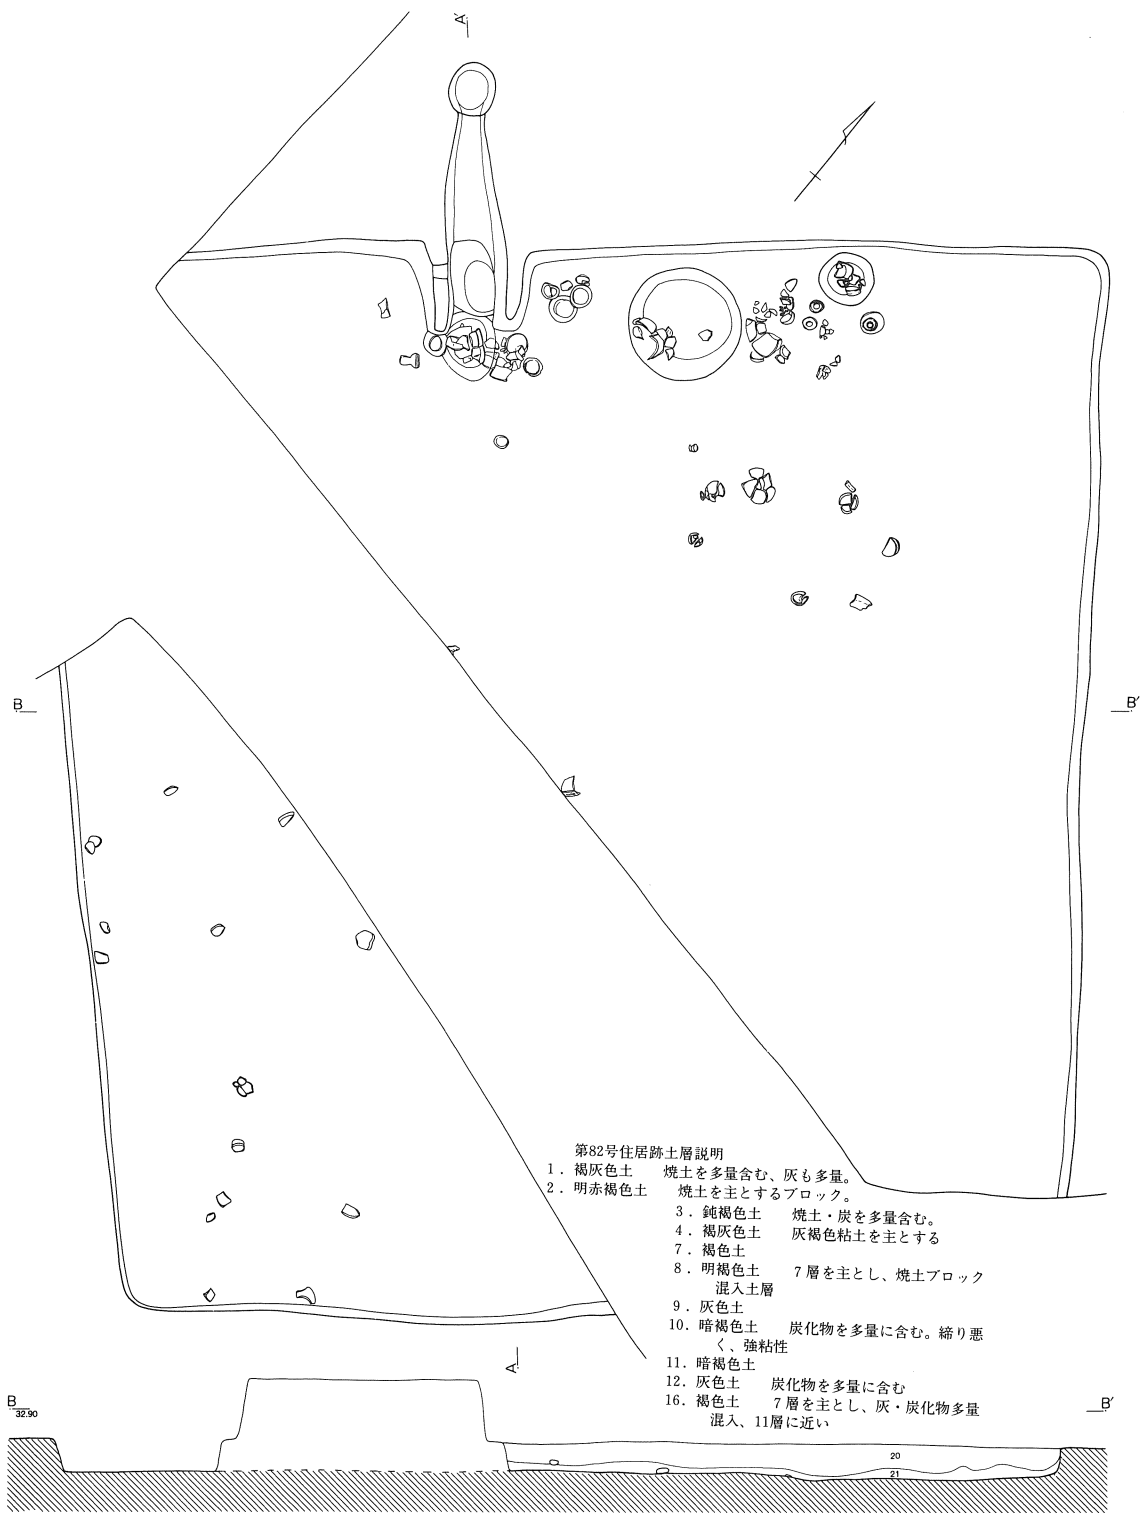 A′
B
B′
第82号住居跡土層説明
1．褐灰色土　焼土を多量含む、灰も多量。
2．明赤褐色土　焼土を主とするブロック。
3．鈍褐色土　焼土・炭を多量含む。
4．褐灰色土　灰褐色粘土を主とする
7．褐色土
8．明褐色土　7層を主とし、焼土ブロック
混入土層
9．灰色土
10．暗褐色土　炭化物を多量に含む。締り悪
く、強粘性
11．暗褐色土
12．灰色土　炭化物を多量に含む
16．褐色土　7層を主とし、灰・炭化物多量
混入、11層に近い
A
B
32.90
B′
20
21